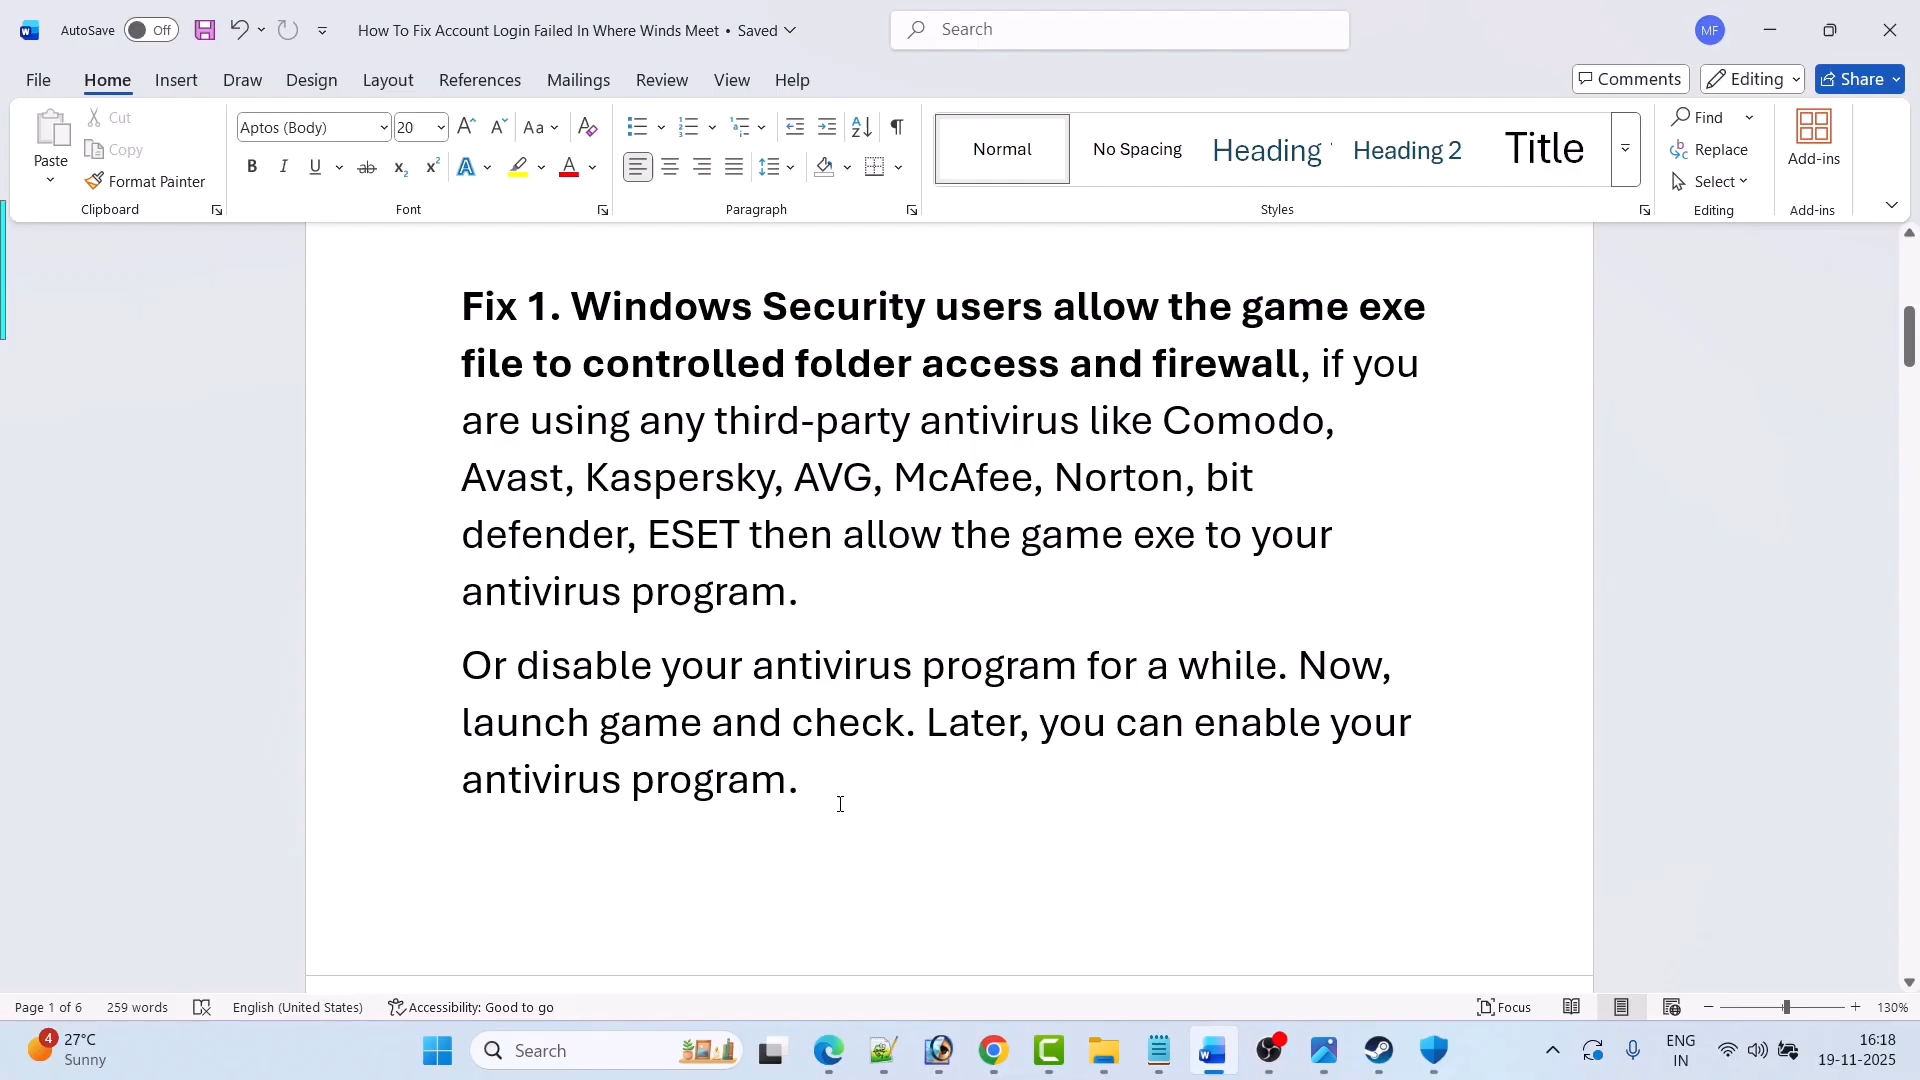 AutoSave Off How To Fix Account Login Failed In Where Winds Meet • Saved Search MF
File Home Insert Draw Design Layout References Mailings Review View Help Comments Editing Share
Paste Cut Copy Format Painter
Aptos (Body) 20 Aa
Normal No Spacing Heading Heading 2 Title
Find Replace Select Add-ins
Clipboard Font Paragraph Styles Editing Add-ins
Fix 1. Windows Security users allow the game exe
file to controlled folder access and firewall, if you
are using any third-party antivirus like Comodo,
Avast, Kaspersky, AVG, McAfee, Norton, bit
defender, ESET then allow the game exe to your
antivirus program.
Or disable your antivirus program for a while. Now,
launch game and check. Later, you can enable your
antivirus program.
Page 1 of 6 259 words English (United States) Accessibility: Good to go Focus 130%
4 27°C Search ENG 16:18
Sunny IN 19-11-2025